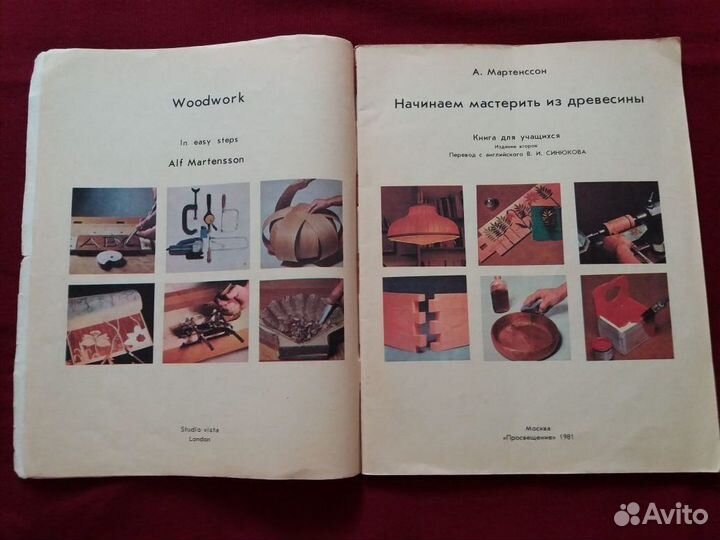 Woodwork
In easy steps
Alf Martensson
Studio vista
London
А. Мартенссон
Начинаем мастерить из древесины
Книга для учащихся
Издание второе
Перевод с английского В. И. СИНЮКОВА
Москва
«Просвещение» 1981
Avito